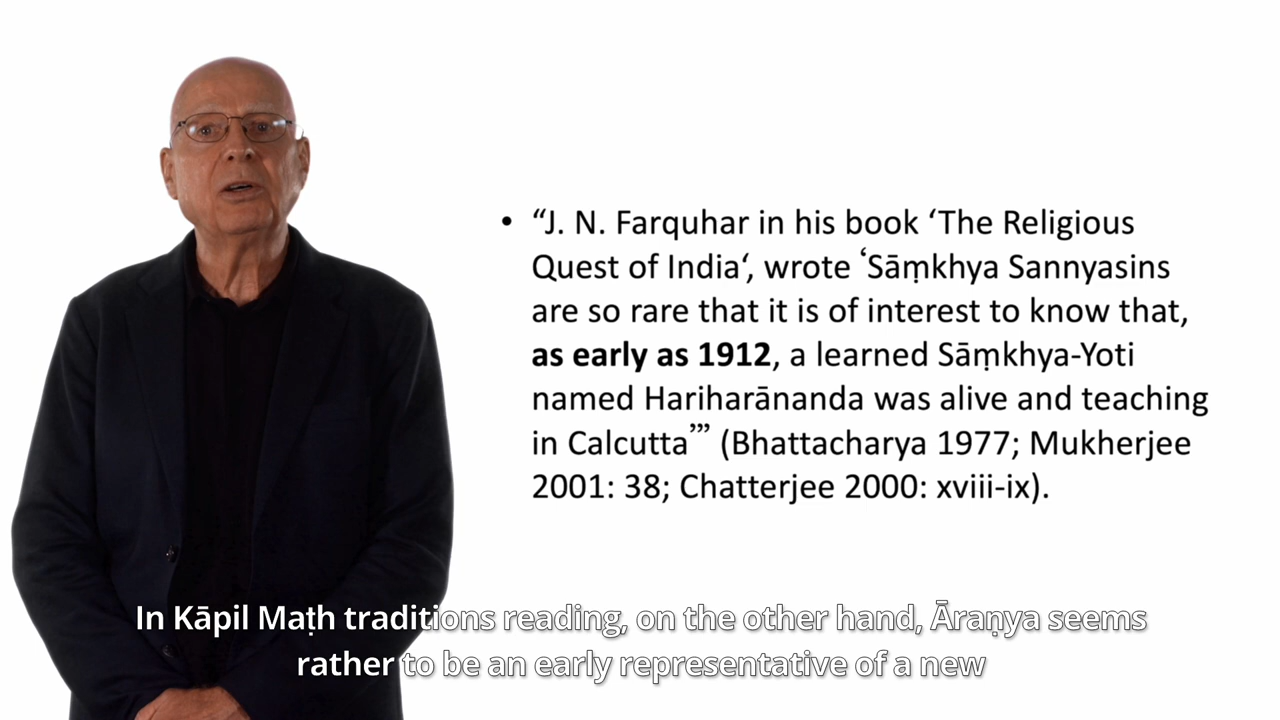 • “J. N. Farquhar in his book ‘The Religious
Quest of India‘, wrote ‘Sāṃkhya Sannyasins
are so rare that it is of interest to know that,
as early as 1912, a learned Sāṃkhya-Yoti
named Hariharānanda was alive and teaching
in Calcutta’” (Bhattacharya 1977; Mukherjee
2001: 38; Chatterjee 2000: xviii-ix).
In Kāpil Maṭh traditions reading, on the other hand, Āraṇya seems
rather to be an early representative of a new